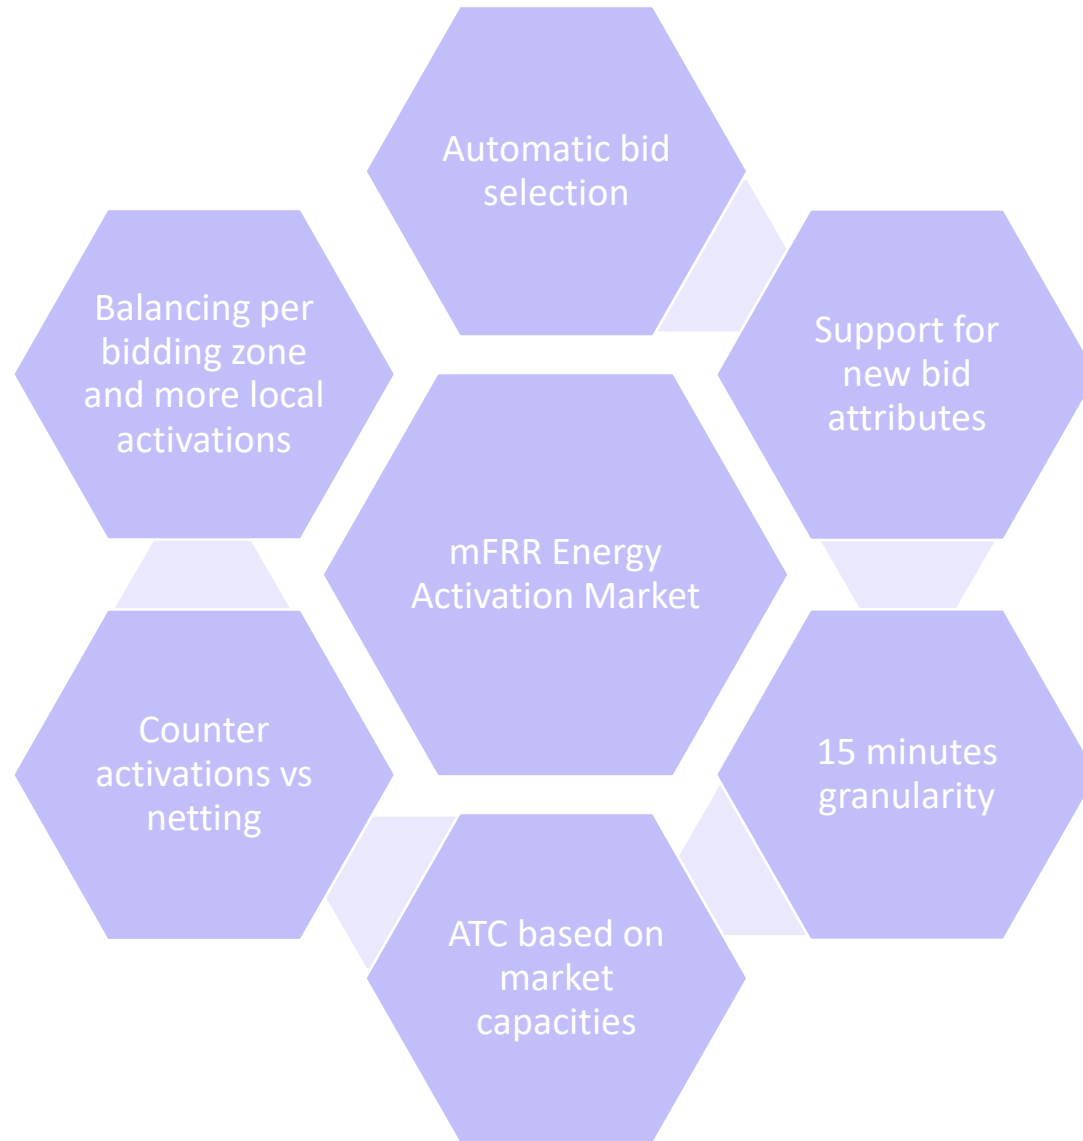 Automatic bid
selection
Support for
new bid
attributes
15 minutes
granularity
ATC based on
market
capacities
Counter
activations vs
netting
Balancing per
bidding zone
and more local
activations
mFRR Energy
Activation Market